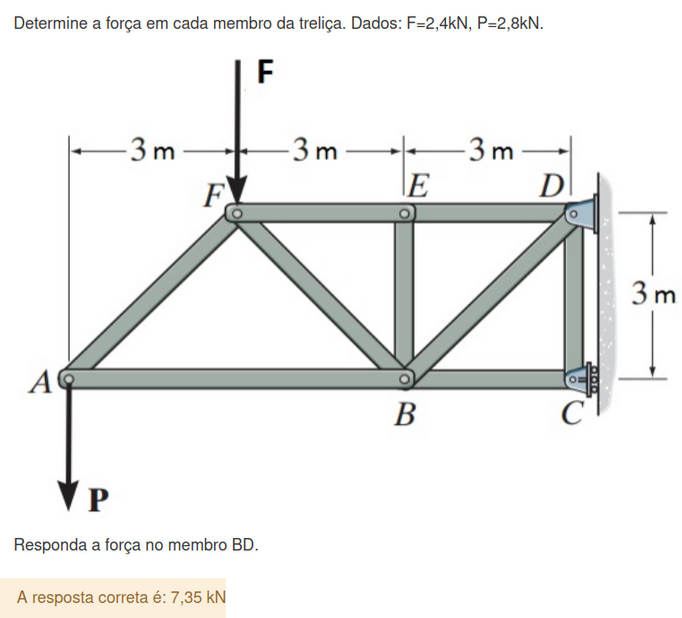 Determine a força em cada membro da treliça. Dados: F=2,4kN, P=2,8kN.
F
3 m 3 m 3 m
F E D
3 m
A B C
P
Responda a força no membro BD.
A resposta correta é: 7,35 kN